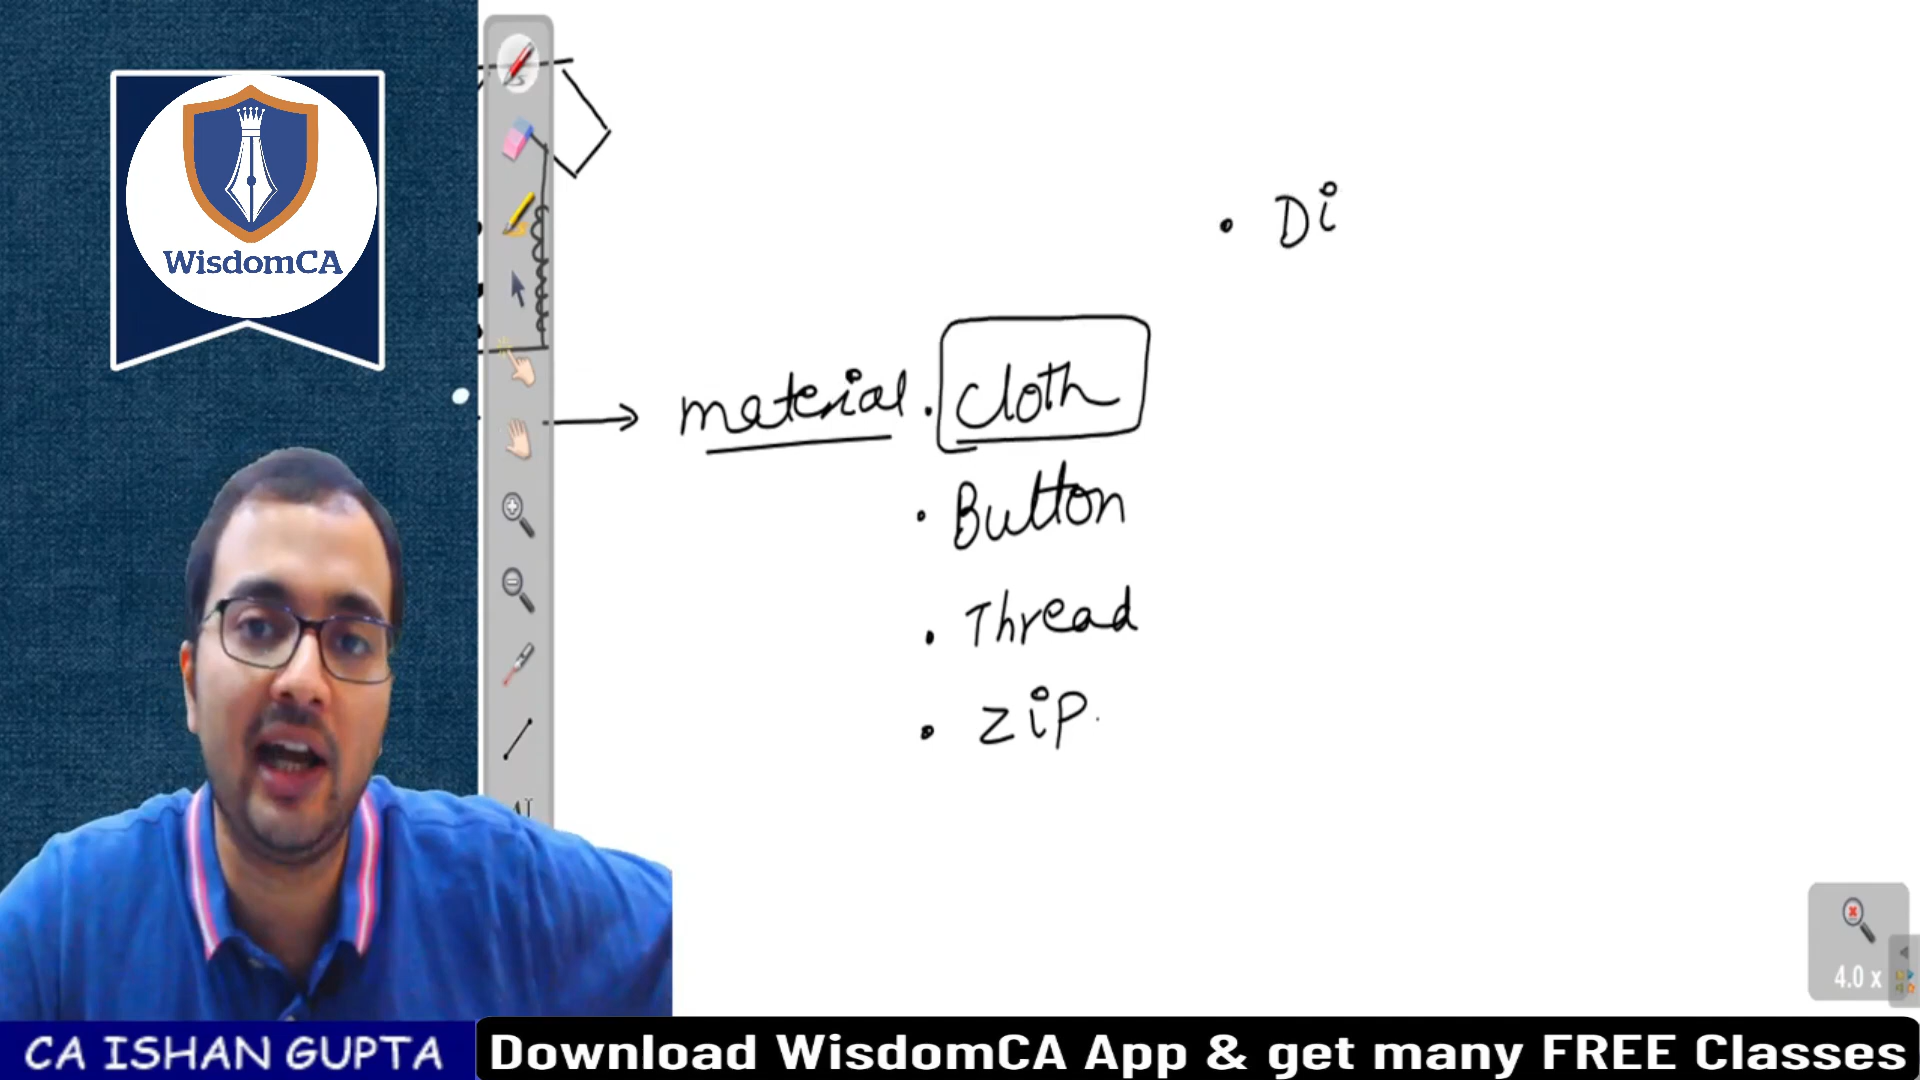 WisdomCA
• Di
→ material • cloth
• Button
• Thread
• Zip
4.0 x
CA ISHAN GUPTA
Download WisdomCA App & get many FREE Classes